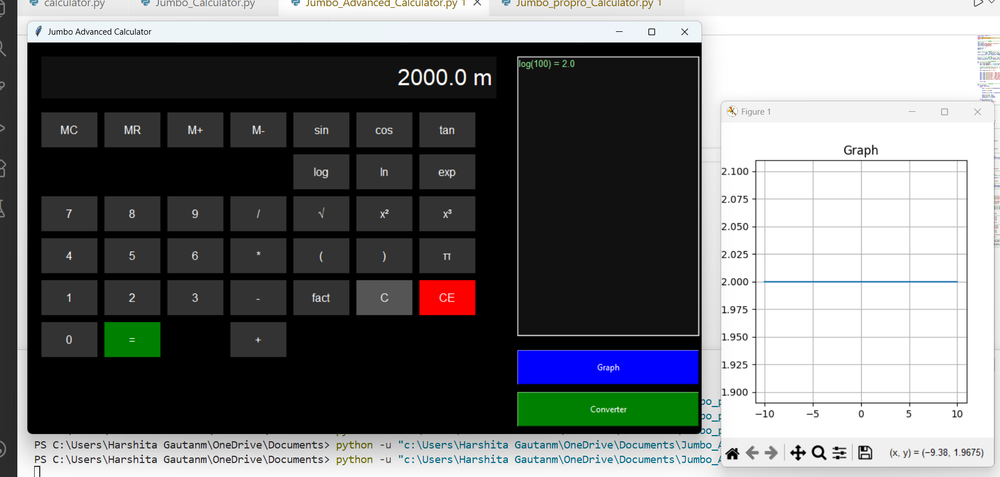 calculator.py
Jumbo_Calculator.py
Jumbo_Advanced_Calculator.py 1
Jumbo_propro_Calculator.py 1
Jumbo Advanced Calculator
2000.0 m
MC MR M+ M- sin cos tan
log ln exp
7 8 9 / √ x² x³
4 5 6 * ( ) π
1 2 3 - fact C CE
0 = +
log(100) = 2.0
Graph
Converter
Figure 1
Graph
2.100
2.075
2.050
2.025
2.000
1.975
1.950
1.925
1.900
−10 −5 0 5 10
(x, y) = (−9.38, 1.9675)
PS C:\Users\Harshita Gautanm\OneDrive\Documents> python -u "c:\Users\Harshita Gautanm\OneDrive\Documents\Jumbo_A
PS C:\Users\Harshita Gautanm\OneDrive\Documents> python -u "c:\Users\Harshita Gautanm\OneDrive\Documents\Jumbo_A